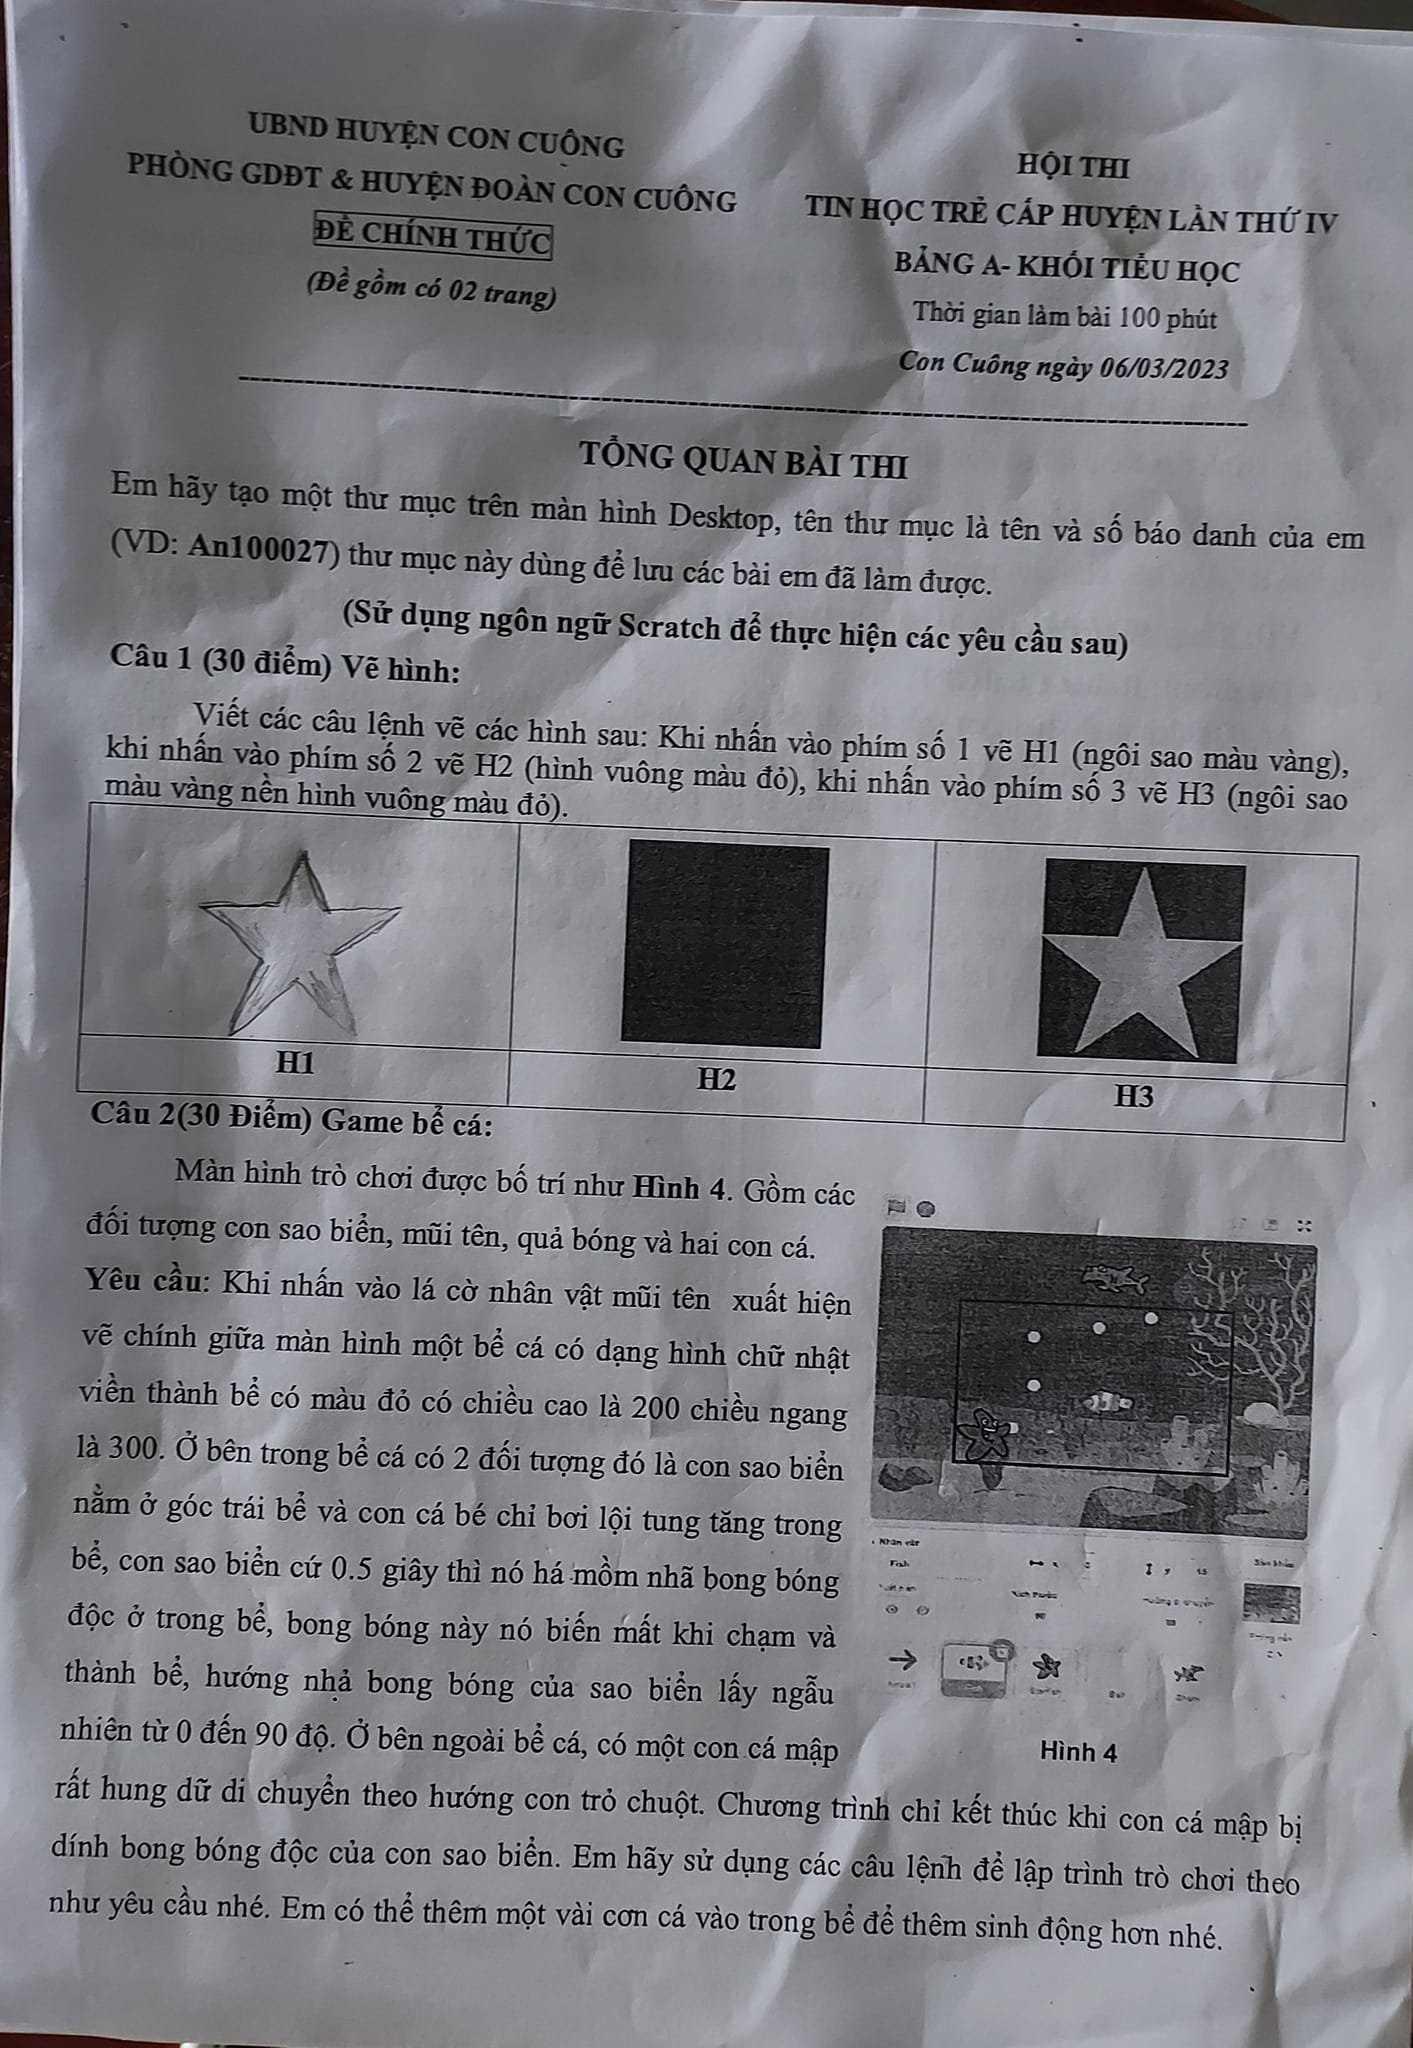 UBND HUYỆN CON CUÔNG
PHÒNG GDĐT & HUYỆN ĐOÀN CON CUÔNG
ĐỀ CHÍNH THỨC
(Đề gồm có 02 trang)
HỘI THI
TIN HỌC TRẺ CẤP HUYỆN LẦN THỨ IV
BẢNG A- KHỐI TIỂU HỌC
Thời gian làm bài 100 phút
Con Cuông ngày 06/03/2023
TỔNG QUAN BÀI THI
Em hãy tạo một thư mục trên màn hình Desktop, tên thư mục là tên và số báo danh của em
(VD: An100027) thư mục này dùng để lưu các bài em đã làm được.
(Sử dụng ngôn ngữ Scratch để thực hiện các yêu cầu sau)
Câu 1 (30 điểm) Vẽ hình:
Viết các câu lệnh vẽ các hình sau: Khi nhấn vào phím số 1 vẽ H1 (ngôi sao màu vàng),
khi nhấn vào phím số 2 vẽ H2 (hình vuông màu đỏ), khi nhấn vào phím số 3 vẽ H3 (ngôi sao
màu vàng nền hình vuông màu đỏ).
H1
H2
H3
Câu 2(30 Điểm) Game bể cá:
Màn hình trò chơi được bố trí như Hình 4. Gồm các
đối tượng con sao biển, mũi tên, quả bóng và hai con cá.
Yêu cầu: Khi nhấn vào lá cờ nhân vật mũi tên xuất hiện
vẽ chính giữa màn hình một bể cá có dạng hình chữ nhật
viền thành bể có màu đỏ có chiều cao là 200 chiều ngang
là 300. Ở bên trong bể cá có 2 đối tượng đó là con sao biển
nằm ở góc trái bể và con cá bé chỉ bơi lội tung tăng trong
bể, con sao biển cứ 0.5 giây thì nó há mồm nhã bong bóng
độc ở trong bể, bong bóng này nó biến mất khi chạm và
thành bể, hướng nhả bong bóng của sao biển lấy ngẫu
nhiên từ 0 đến 90 độ. Ở bên ngoài bể cá, có một con cá mập
rất hung dữ di chuyển theo hướng con trỏ chuột. Chương trình chỉ kết thúc khi con cá mập bị
dính bong bóng độc của con sao biển. Em hãy sử dụng các câu lệnh để lập trình trò chơi theo
như yêu cầu nhé. Em có thể thêm một vài con cá vào trong bể để thêm sinh động hơn nhé.
Nhân vật
Fish
Hình 4